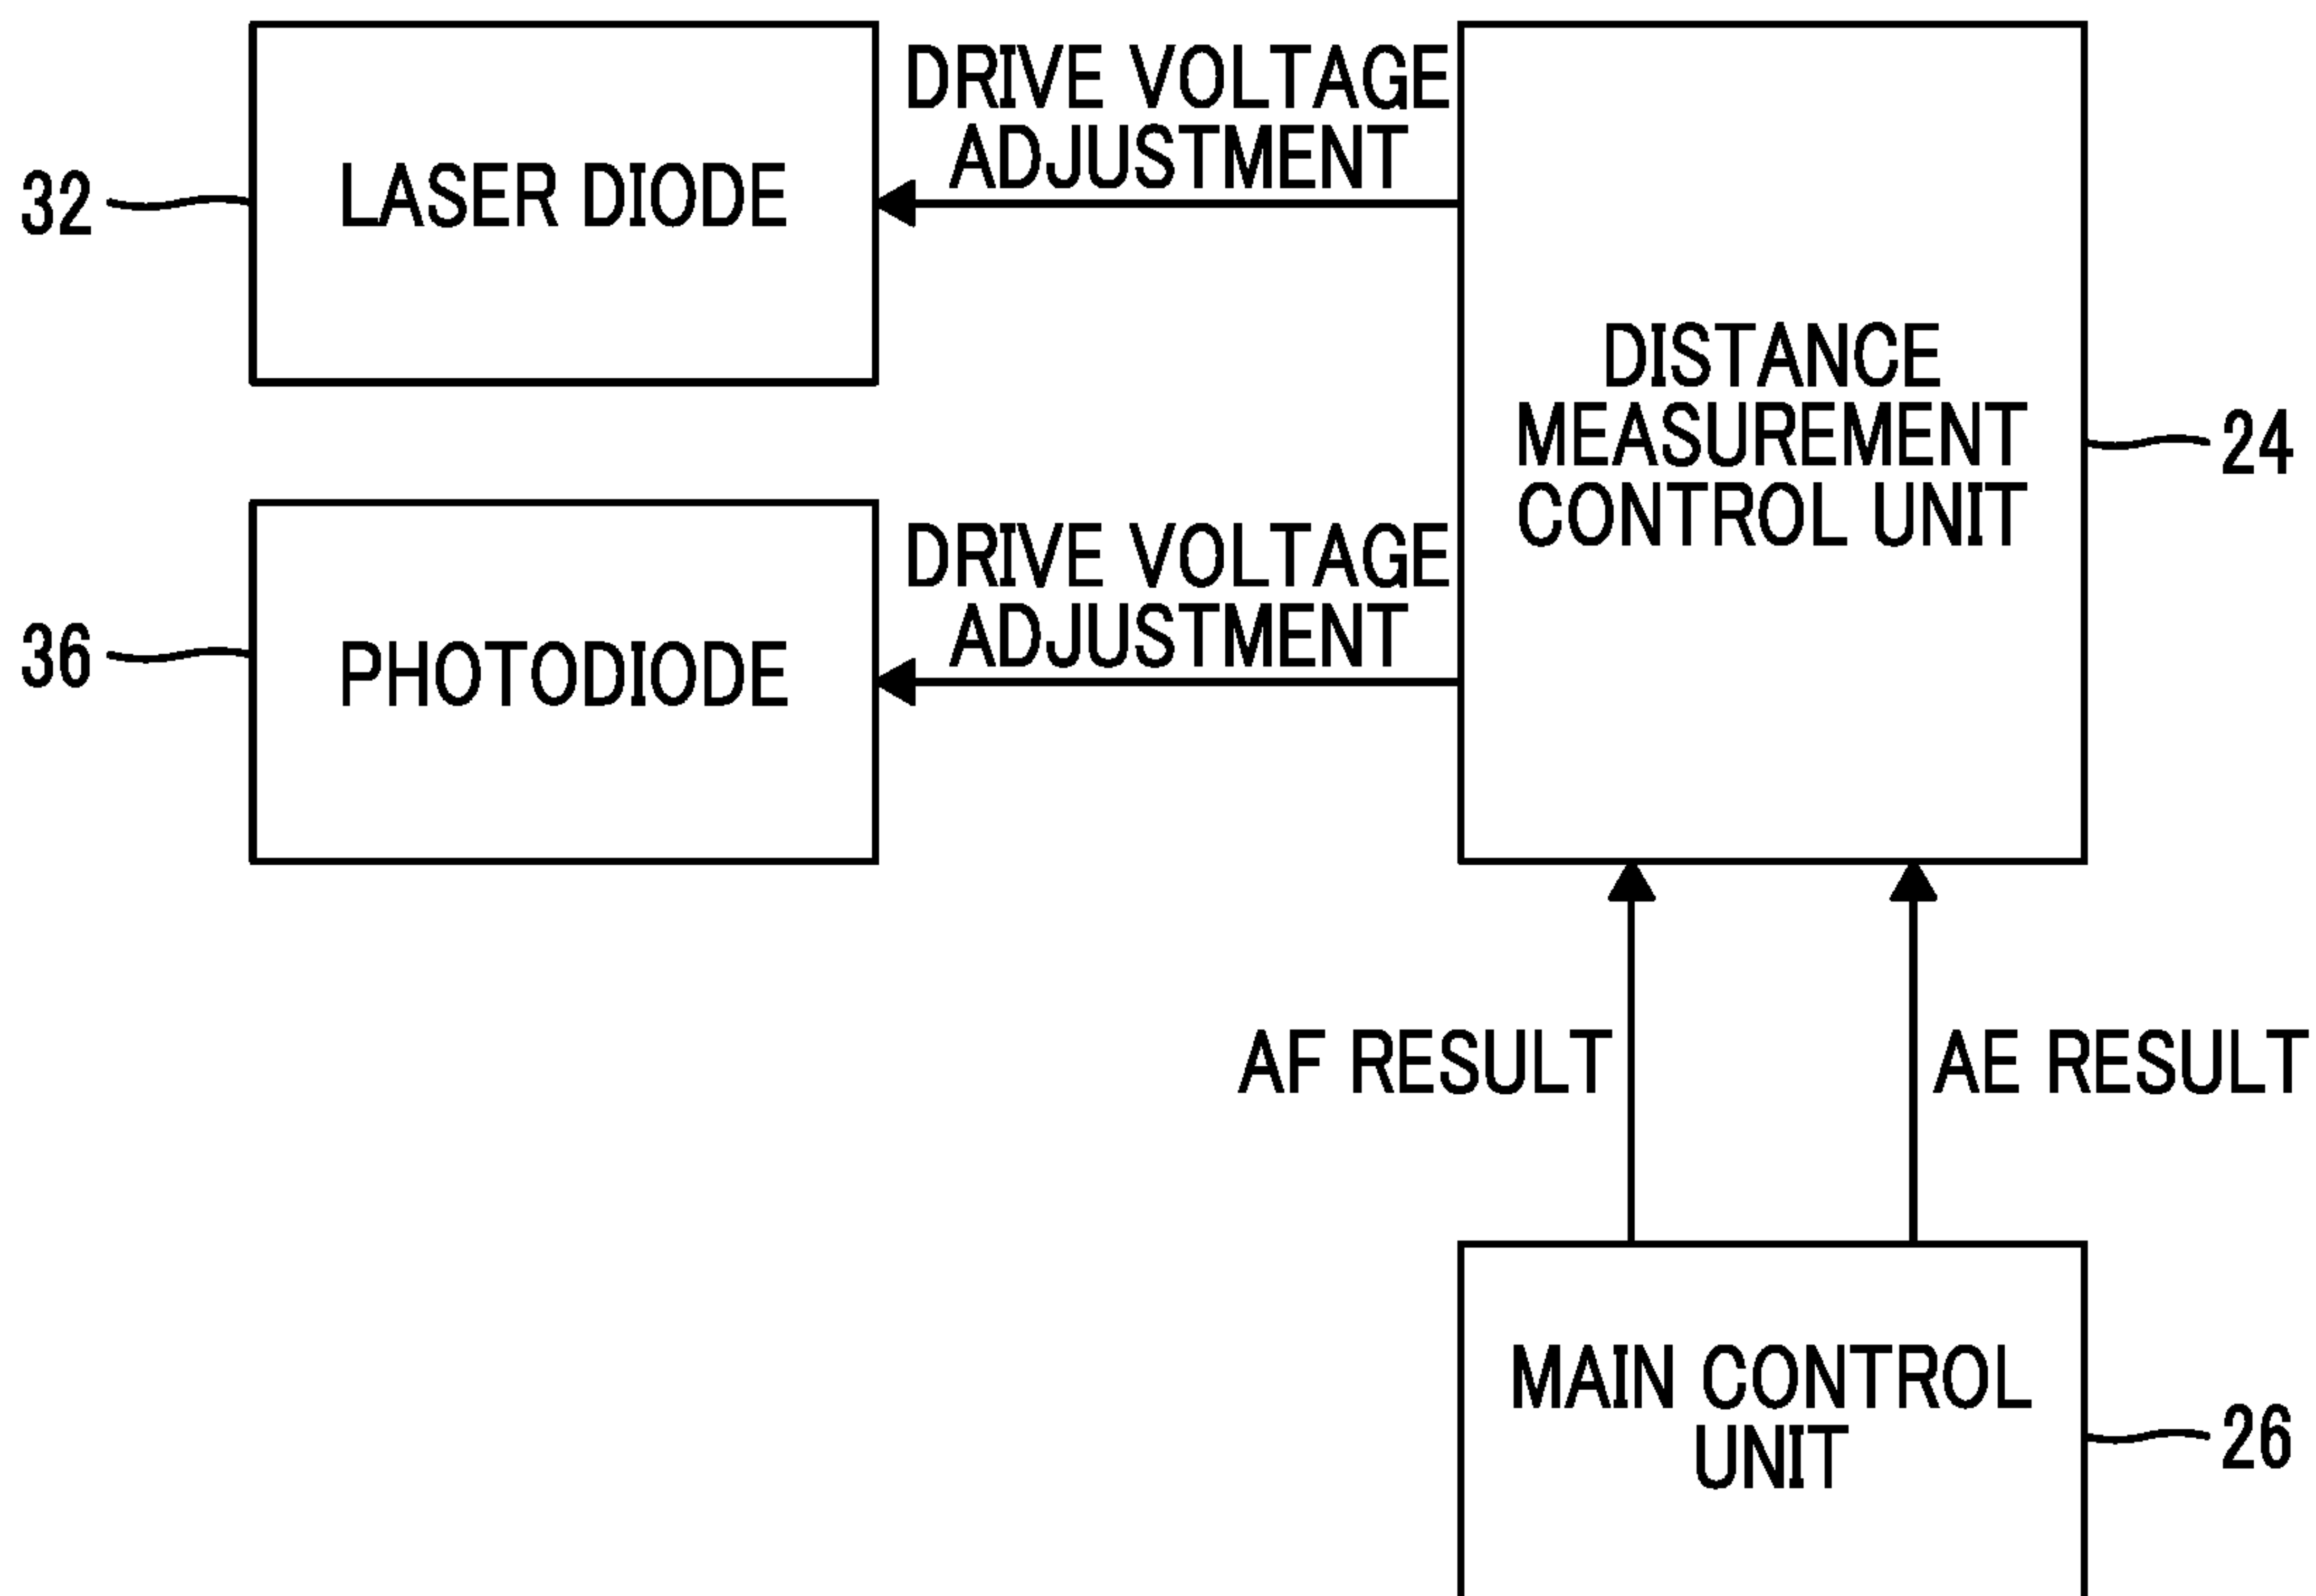 DRIVE VOLTAGE
ADJUSTMENT
32
LASER DIODE
DISTANCE
MEASUREMENT
CONTROL UNIT
24
DRIVE VOLTAGE
ADJUSTMENT
36
PHOTODIODE
AF RESULT
AE RESULT
MAIN CONTROL
UNIT
26